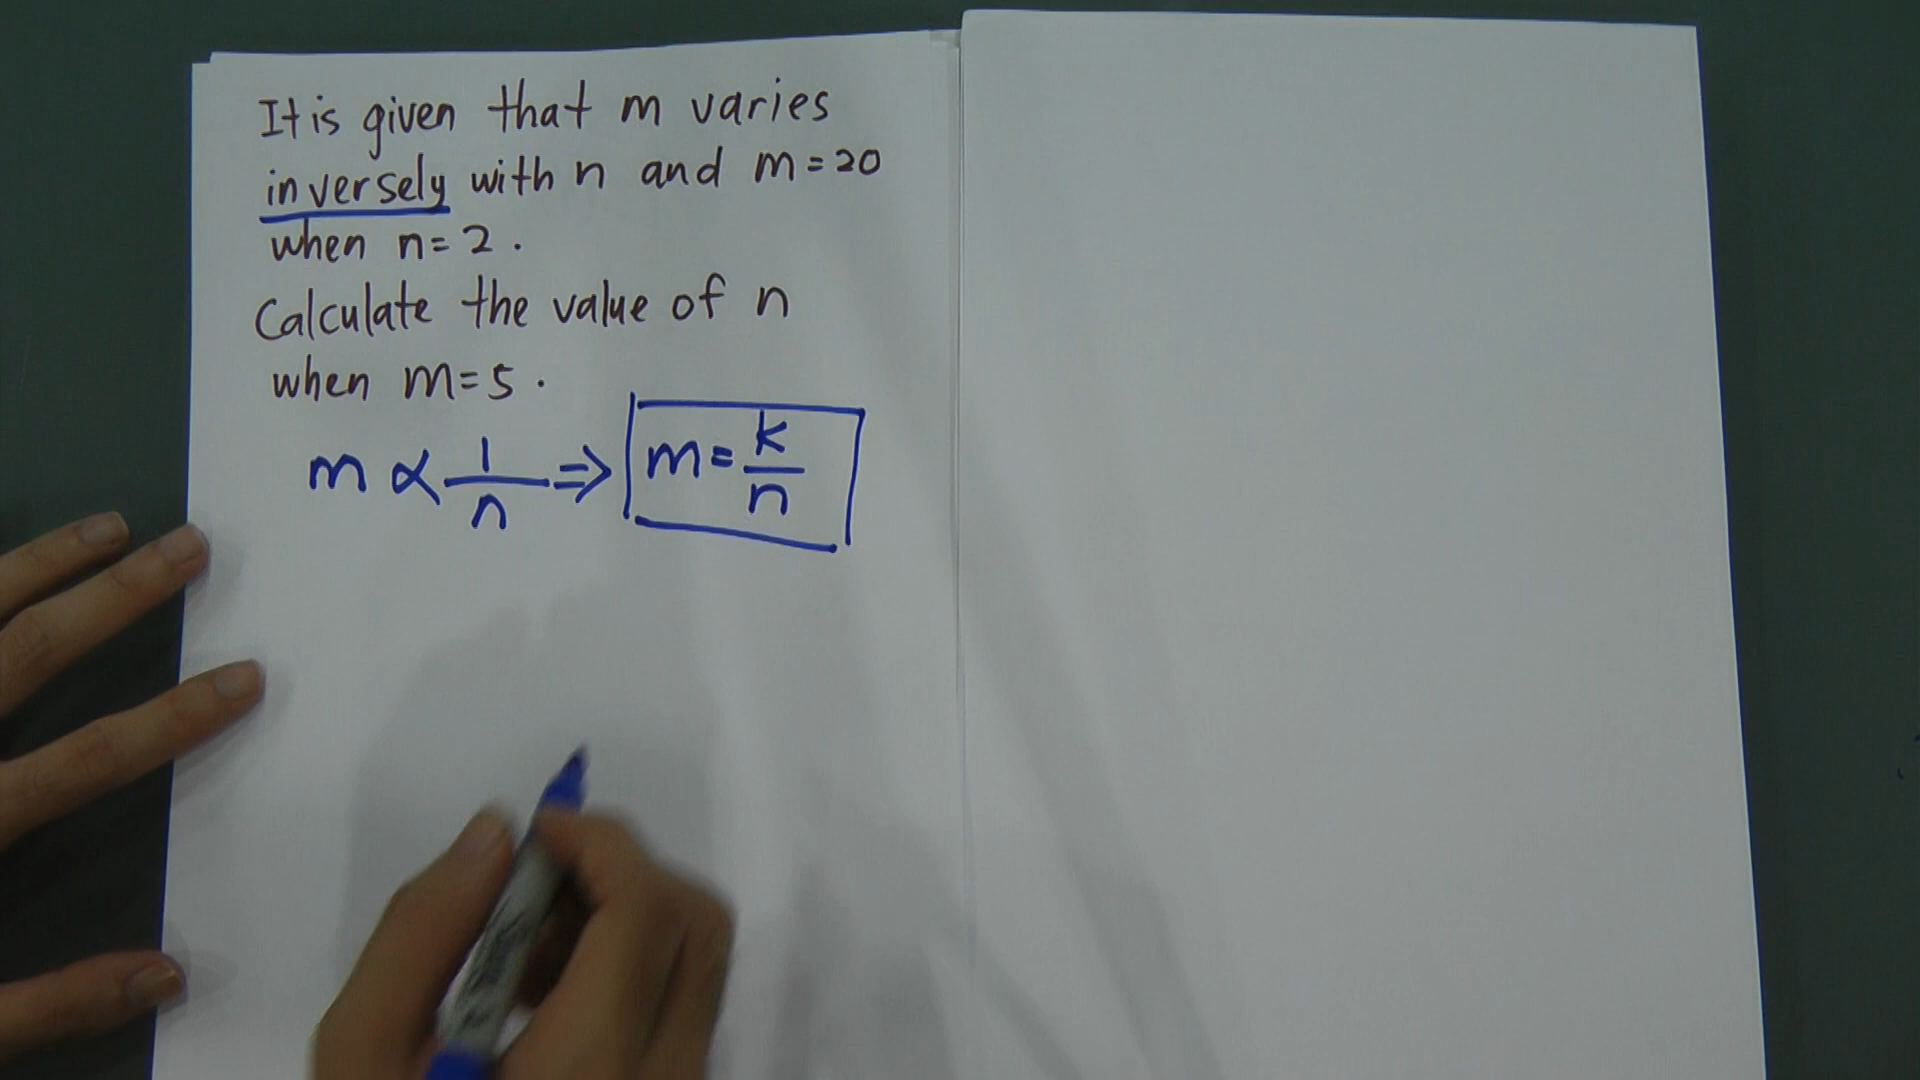 It is given that m varies
inversely with n and m=20
when n=2.
Calculate the value of n
when m=5.
m ∝ 1/n ⇒ m = k/n